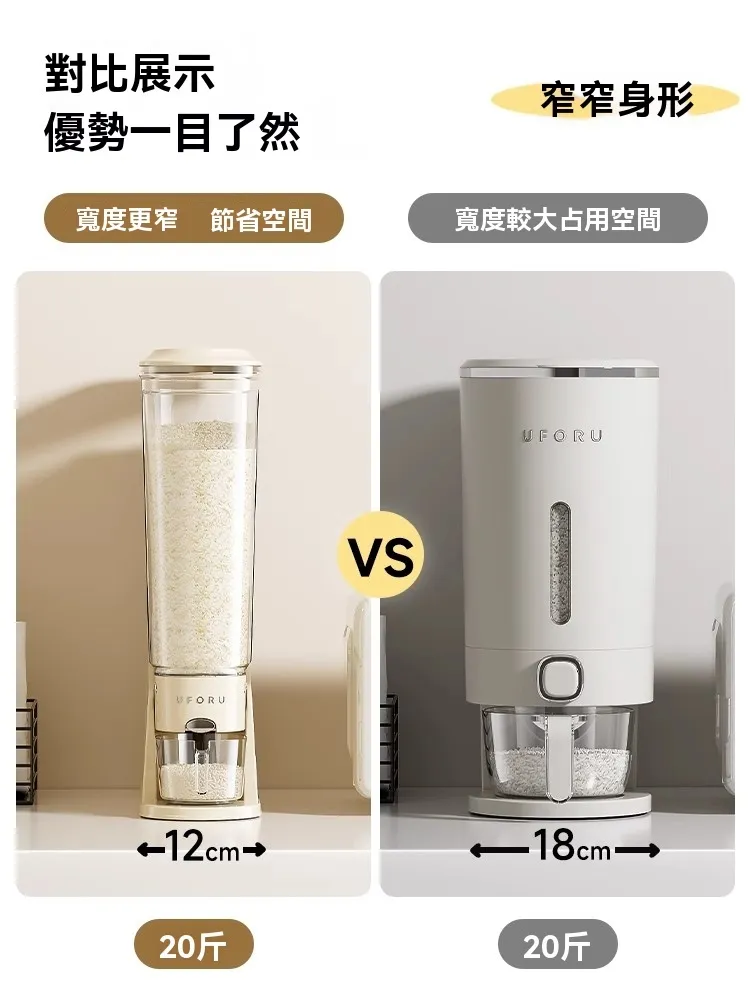 對比展示
優勢一目了然
窄窄身形
寬度更窄 節省空間
寬度較大占用空間
UFORU
UFORU
VS
12cm
18cm
20斤
20斤